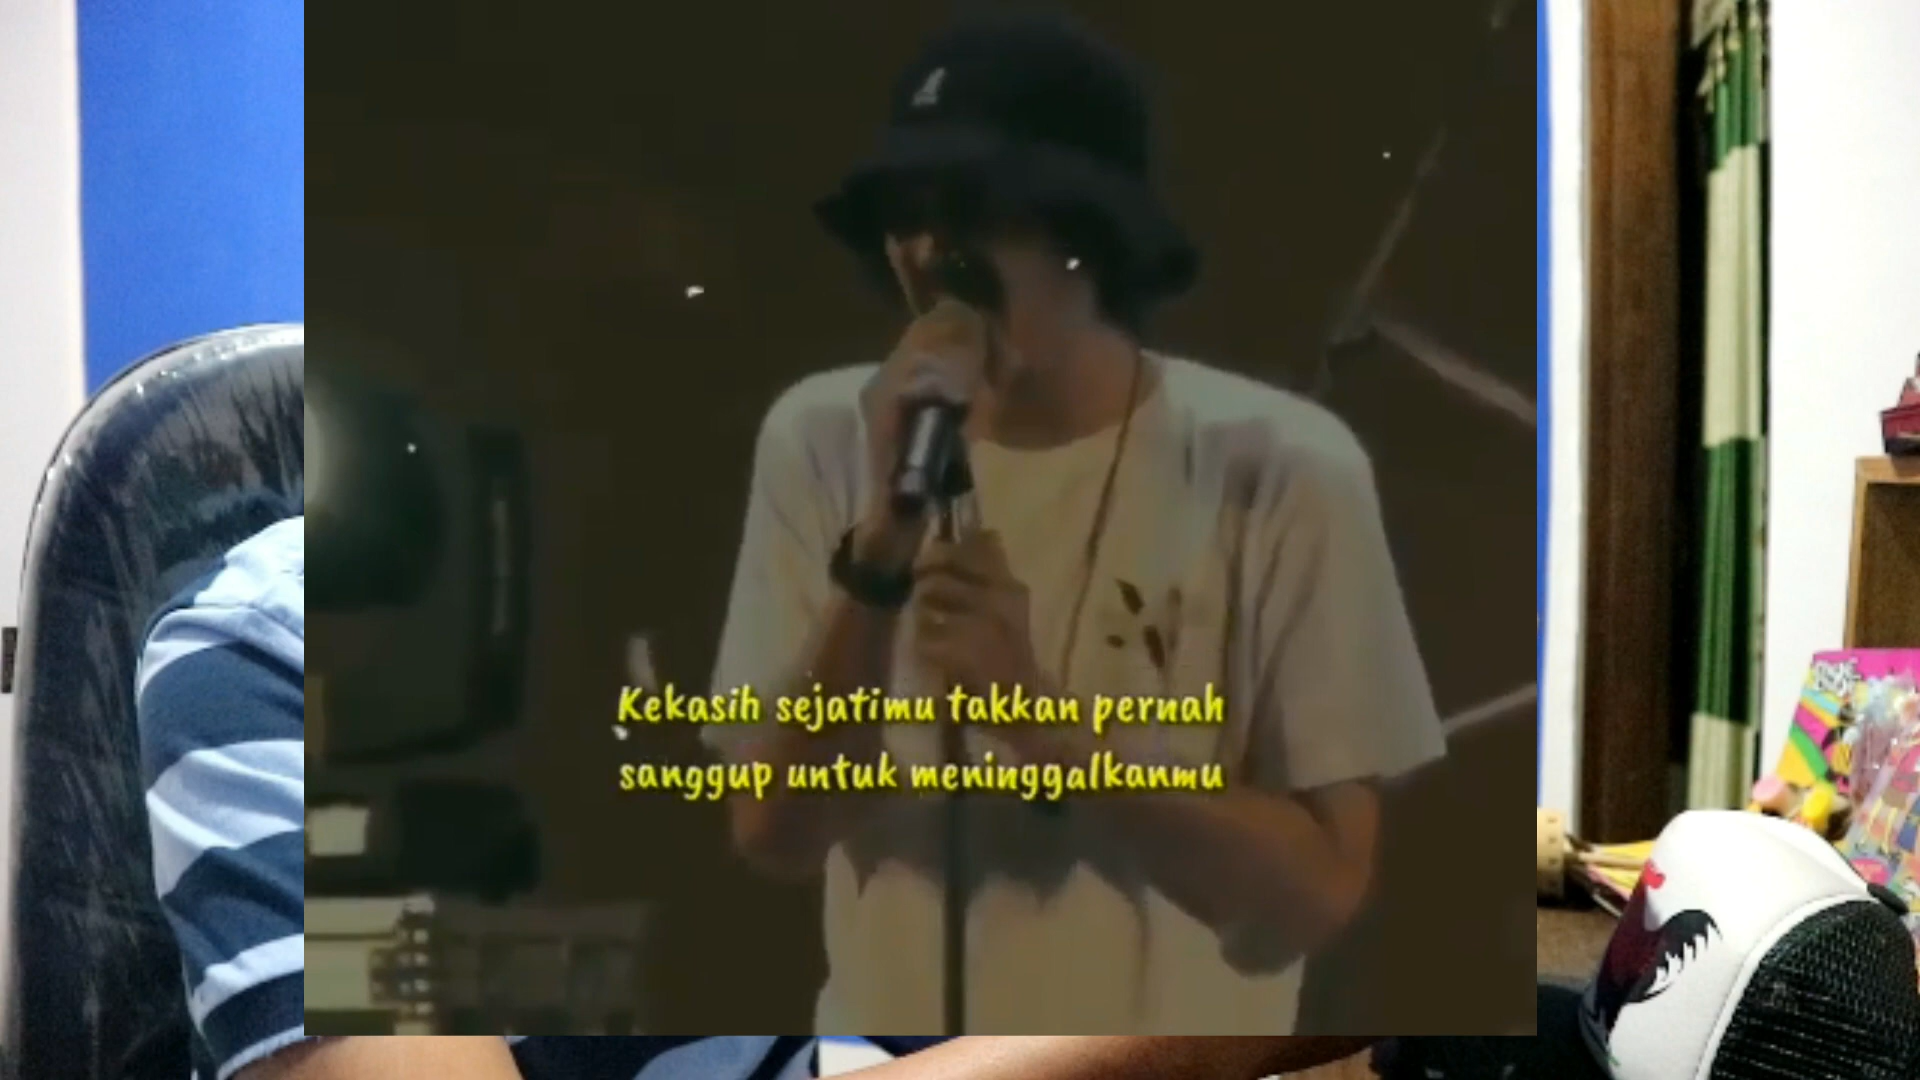 Kekasih sejatimu takkan pernah
sanggup untuk meninggalkanmu